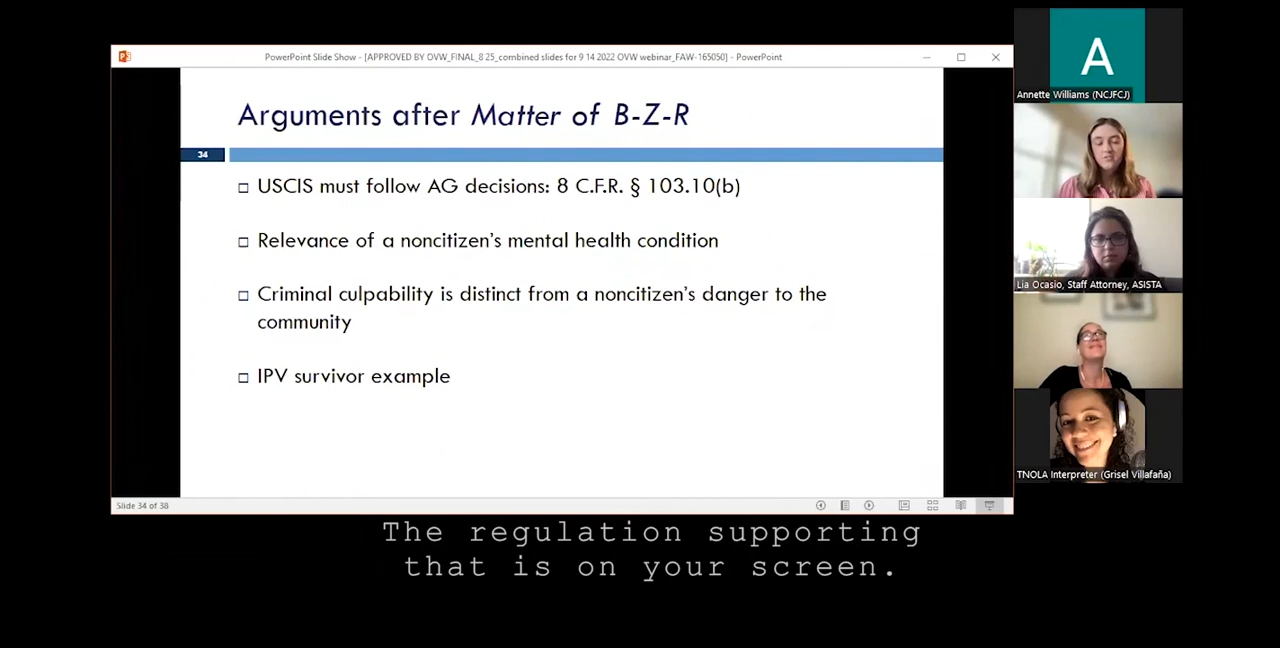 PowerPoint Slide Show - [APPROVED BY OVW_FINAL_8 25_combined slides for 9 14 2022 OVW webinar_FAW-165050] - PowerPoint
Arguments after Matter of B-Z-R
34
□ USCIS must follow AG decisions: 8 C.F.R. § 103.10(b)
□ Relevance of a noncitizen's mental health condition
□ Criminal culpability is distinct from a noncitizen's danger to the
community
□ IPV survivor example
Slide 34 of 38
A
Annette Williams (NCJFCJ)
Lia Ocasio, Staff Attorney, ASISTA
TNOLA Interpreter (Grisel Villafaña)
The regulation supporting
that is on your screen.